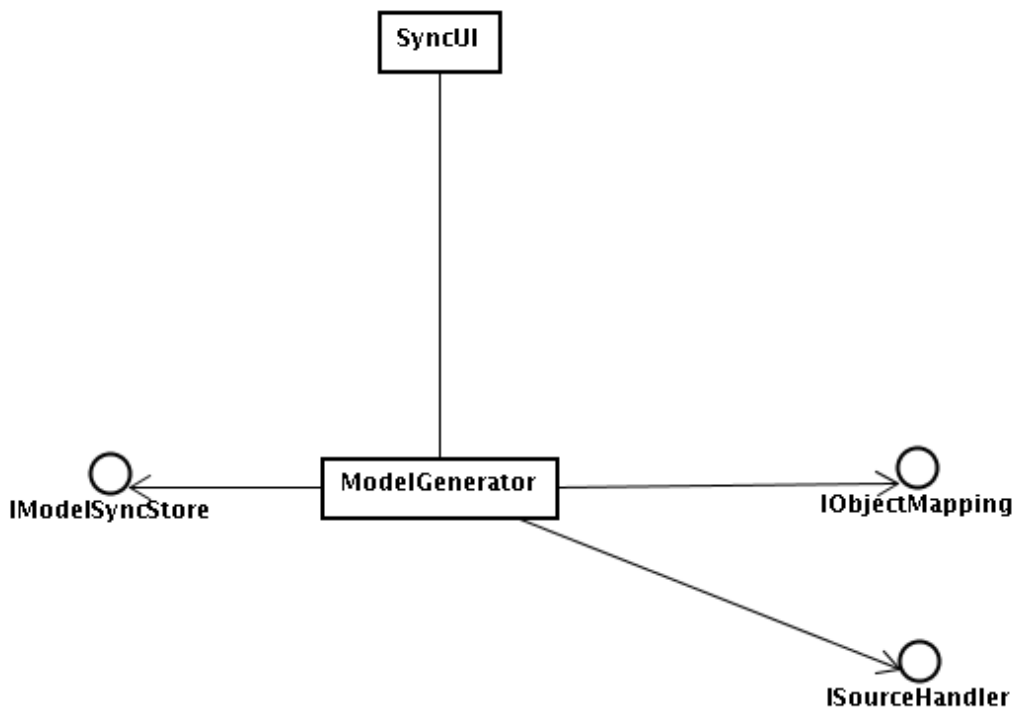 SyncUI
ModelGenerator
IModelSyncStore
IObjectMapping
ISourceHandler